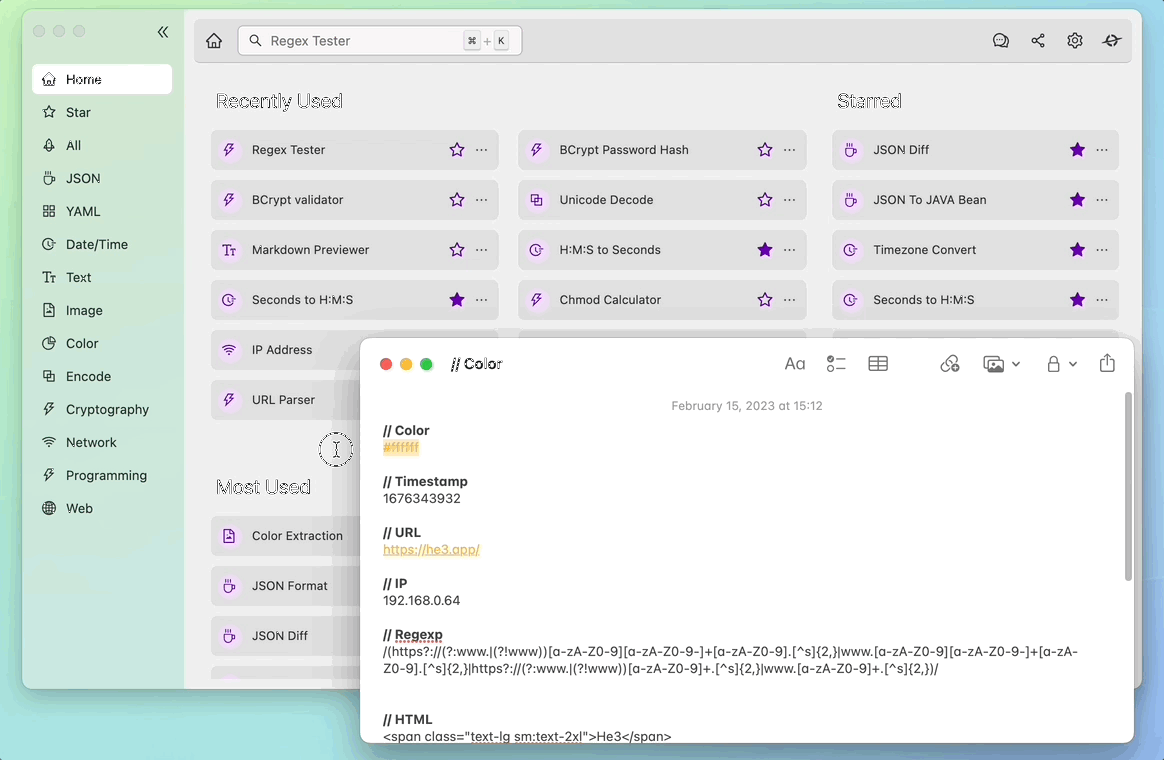 Regex Tester
⌘ + K
Home
Star
All
JSON
YAML
Date/Time
Text
Image
Color
Encode
Cryptography
Network
Programming
Web
Recently Used
Starred
Regex Tester
BCrypt Password Hash
JSON Diff
BCrypt validator
Unicode Decode
JSON To JAVA Bean
Markdown Previewer
H:M:S to Seconds
Timezone Convert
Seconds to H:M:S
Chmod Calculator
Seconds to H:M:S
IP Address
URL Parser
Most Used
Color Extraction
JSON Format
JSON Diff
// Color
Aa
February 15, 2023 at 15:12
// Color
#ffffff
// Timestamp
1676343932
// URL
https://he3.app/
// IP
192.168.0.64
// Regexp
/(https?://(?:www.|(?!www))[a-zA-Z0-9][a-zA-Z0-9-]+[a-zA-Z0-9].[^s]{2,}|www.[a-zA-Z0-9][a-zA-Z0-9-]+[a-zA-
Z0-9].[^s]{2,}|https?://(?:www.|(?!www))[a-zA-Z0-9]+.[^s]{2,}|www.[a-zA-Z0-9]+.[^s]{2,})/
// HTML
<span class="text-lg sm:text-2xl">He3</span>